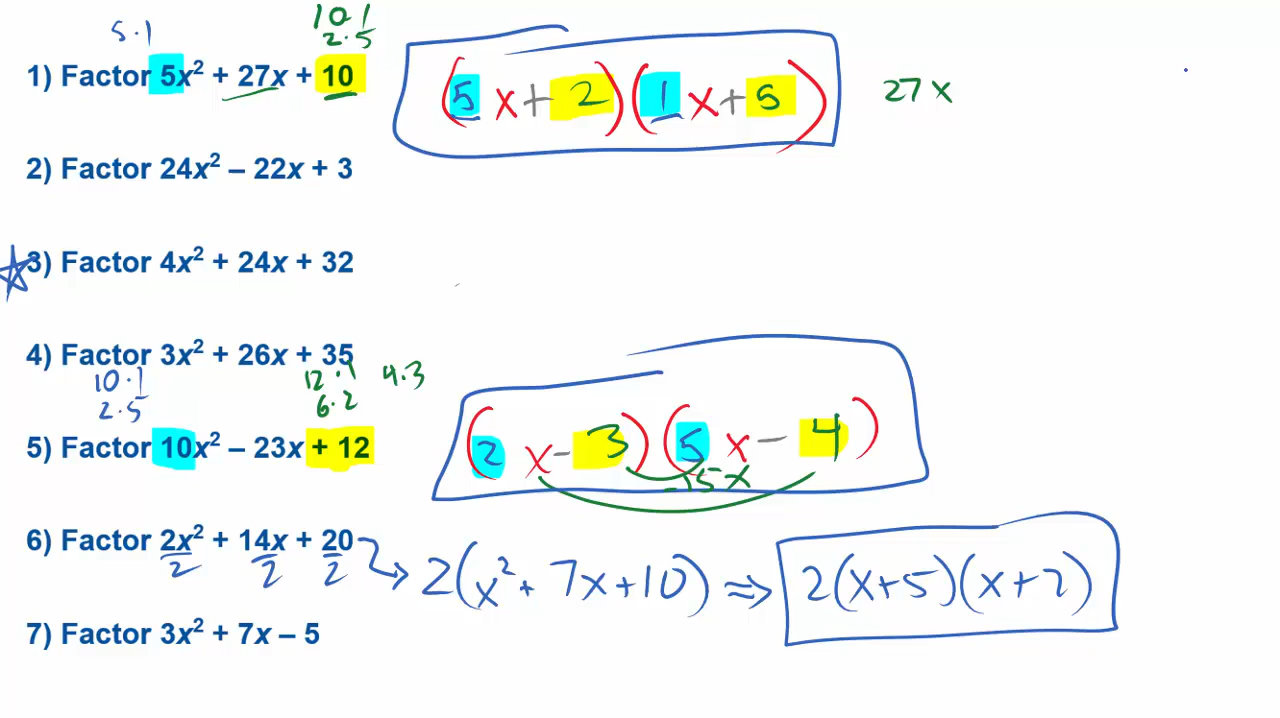 5·1
10·1
2·5
1) Factor 5x² + 27x + 10
(5x+2)(1x+5)
27x
2) Factor 24x² – 22x + 3
3) Factor 4x² + 24x + 32
4) Factor 3x² + 26x + 35
10·1
2·5
12·1
6·2
4·3
5) Factor 10x² – 23x + 12
(2x-3)(5x-4)
-15x
6) Factor 2x² + 14x + 20
2 2 2
2(x²+7x+10) ⇒ 2(x+5)(x+2)
7) Factor 3x² + 7x – 5